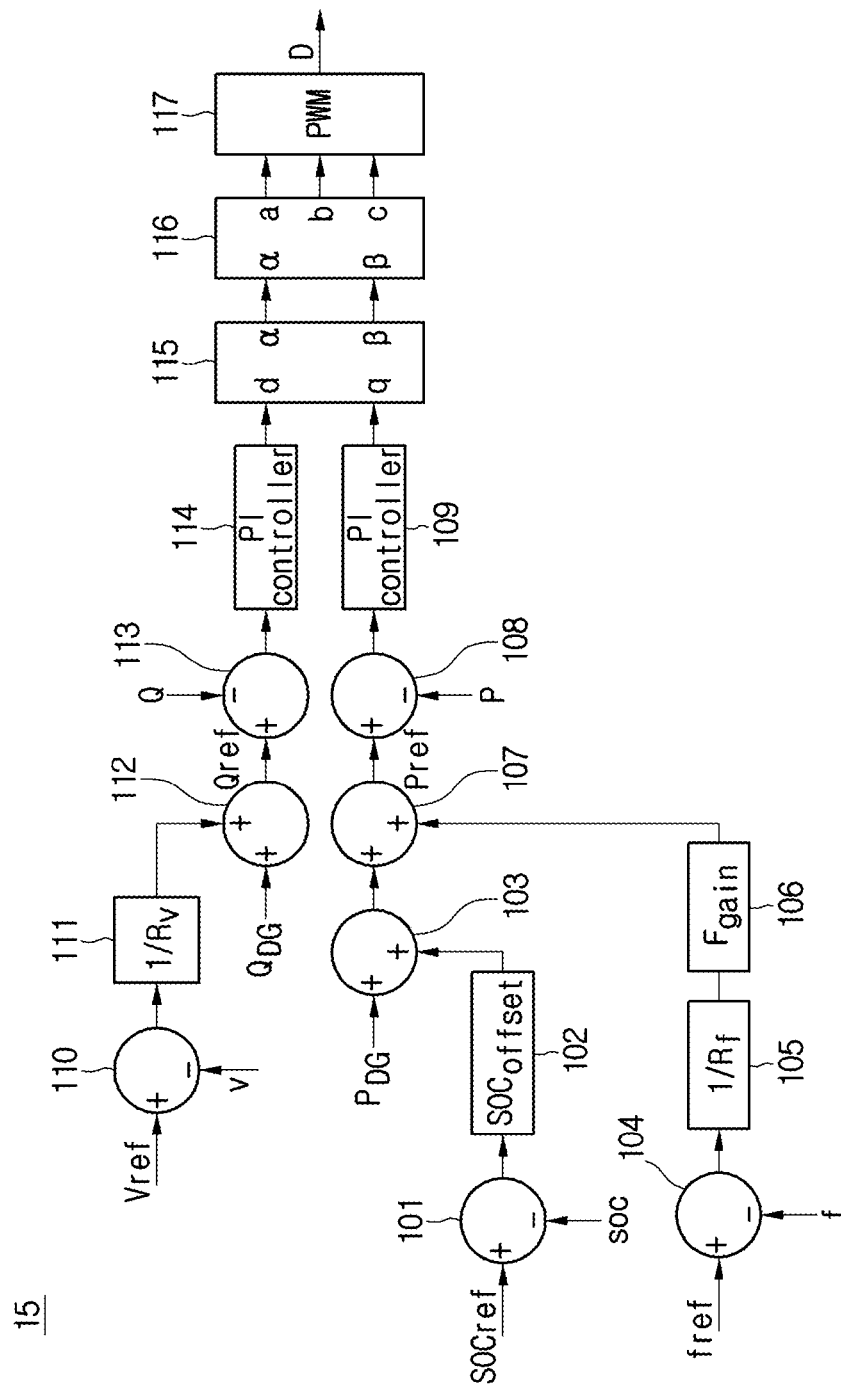 15
Vref
+
-
v
110
1/Rv
111
QDG
+
+
112
Qref
Q
-
+
113
PI
controller
114
PDG
+
+
103
+
+
107
Pref
+
-
P
108
PI
controller
109
SOCref
+
-
soc
101
SOCoffset
102
fref
+
-
f
104
1/Rf
105
Fgain
106
d
q
α
β
115
α
β
a
b
c
116
PWM
117
D